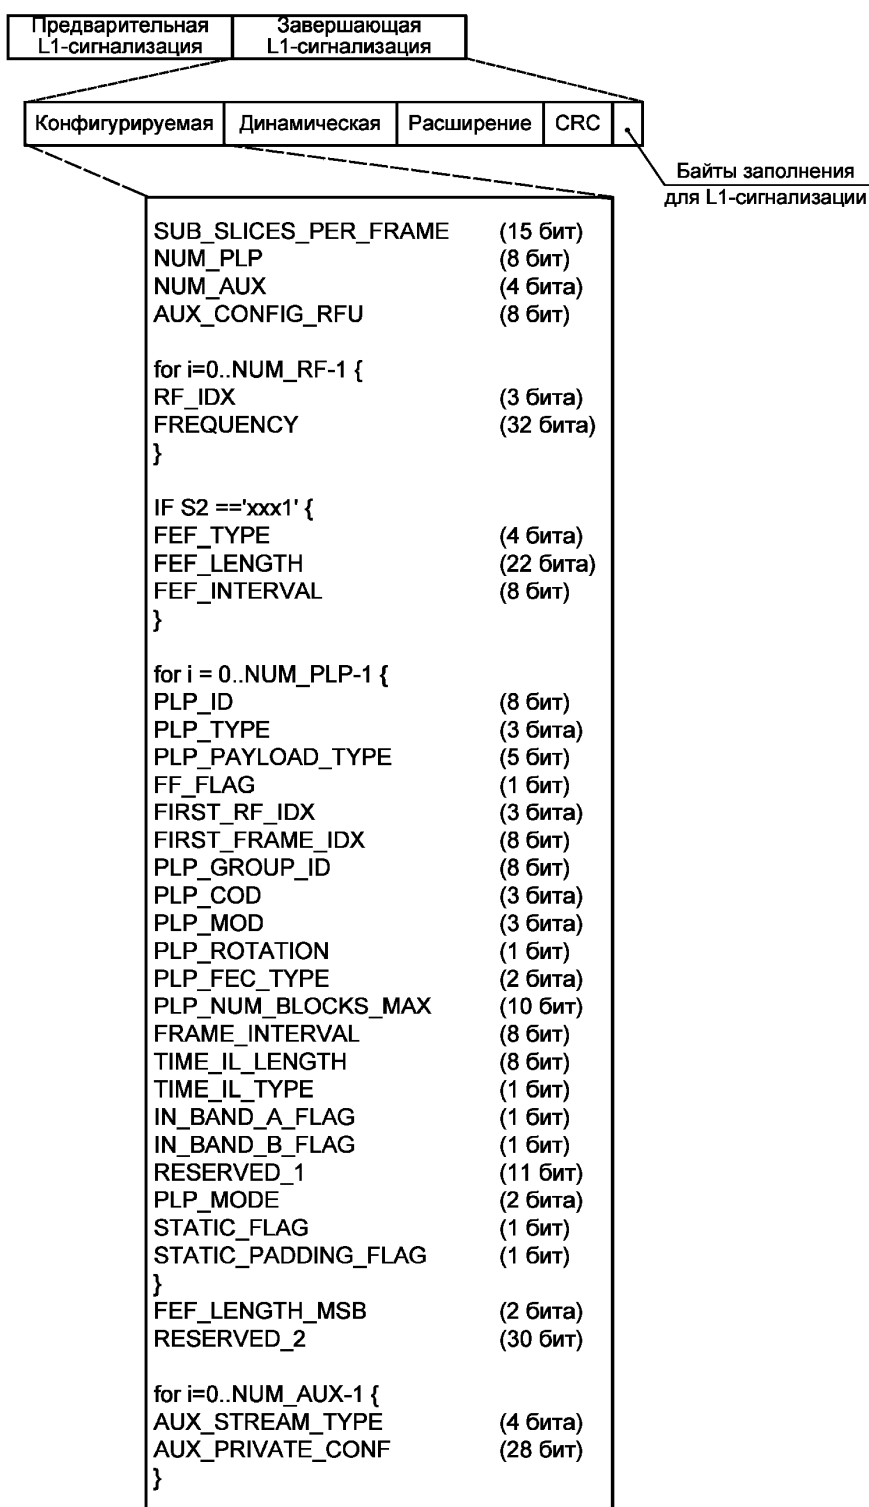 Предварительная
L1-сигнализация
Завершающая
L1-сигнализация
Конфигурируемая
Динамическая
Расширение
CRC
Байты заполнения
для L1-сигнализации
SUB_SLICES_PER_FRAME (15 бит)
NUM_PLP (8 бит)
NUM_AUX (4 бита)
AUX_CONFIG_RFU (8 бит)
for i=0..NUM_RF-1 {
RF_IDX (3 бита)
FREQUENCY (32 бита)
}
IF S2 =='xxx1' {
FEF_TYPE (4 бита)
FEF_LENGTH (22 бита)
FEF_INTERVAL (8 бит)
}
for i = 0..NUM_PLP-1 {
PLP_ID (8 бит)
PLP_TYPE (3 бита)
PLP_PAYLOAD_TYPE (5 бит)
FF_FLAG (1 бит)
FIRST_RF_IDX (3 бита)
FIRST_FRAME_IDX (8 бит)
PLP_GROUP_ID (8 бит)
PLP_COD (3 бита)
PLP_MOD (3 бита)
PLP_ROTATION (1 бит)
PLP_FEC_TYPE (2 бита)
PLP_NUM_BLOCKS_MAX (10 бит)
FRAME_INTERVAL (8 бит)
TIME_IL_LENGTH (8 бит)
TIME_IL_TYPE (1 бит)
IN_BAND_A_FLAG (1 бит)
IN_BAND_B_FLAG (1 бит)
RESERVED_1 (11 бит)
PLP_MODE (2 бита)
STATIC_FLAG (1 бит)
STATIC_PADDING_FLAG (1 бит)
}
FEF_LENGTH_MSB (2 бита)
RESERVED_2 (30 бит)
for i=0..NUM_AUX-1 {
AUX_STREAM_TYPE (4 бита)
AUX_PRIVATE_CONF (28 бит)
}